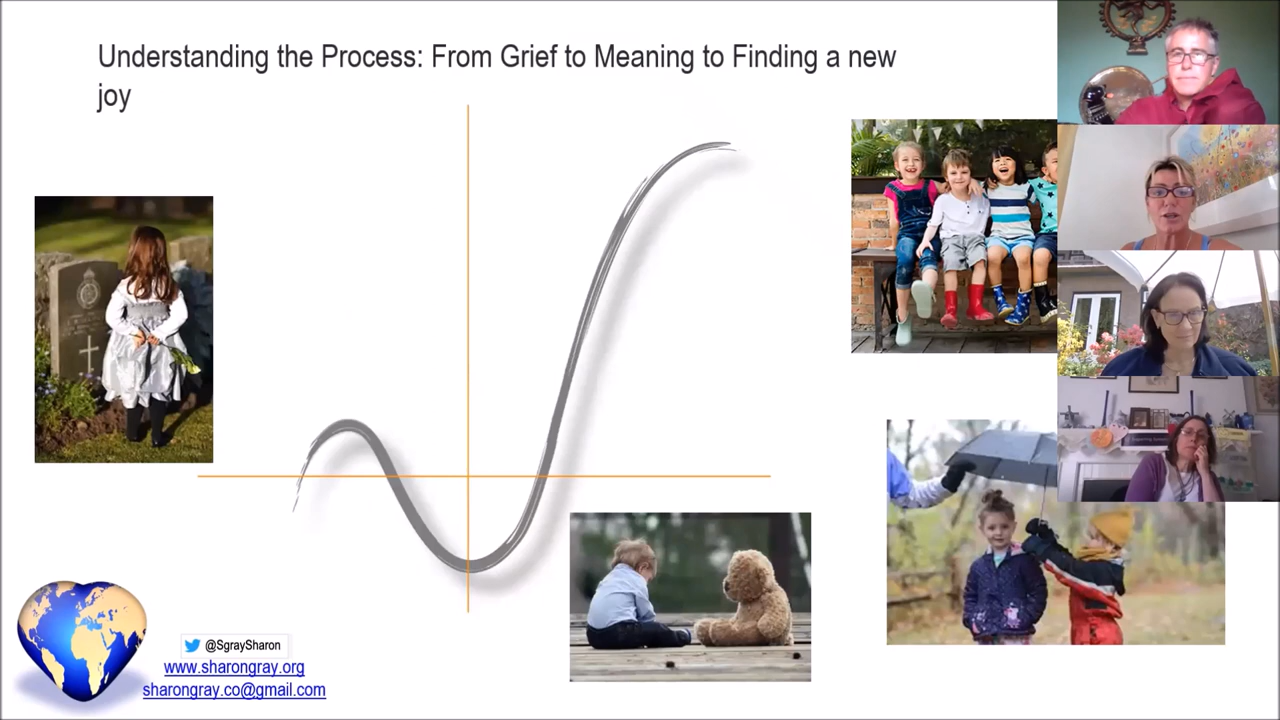 Understanding the Process: From Grief to Meaning to Finding a new
joy
@SgraySharon
www.sharongray.org
sharongray.co@gmail.com